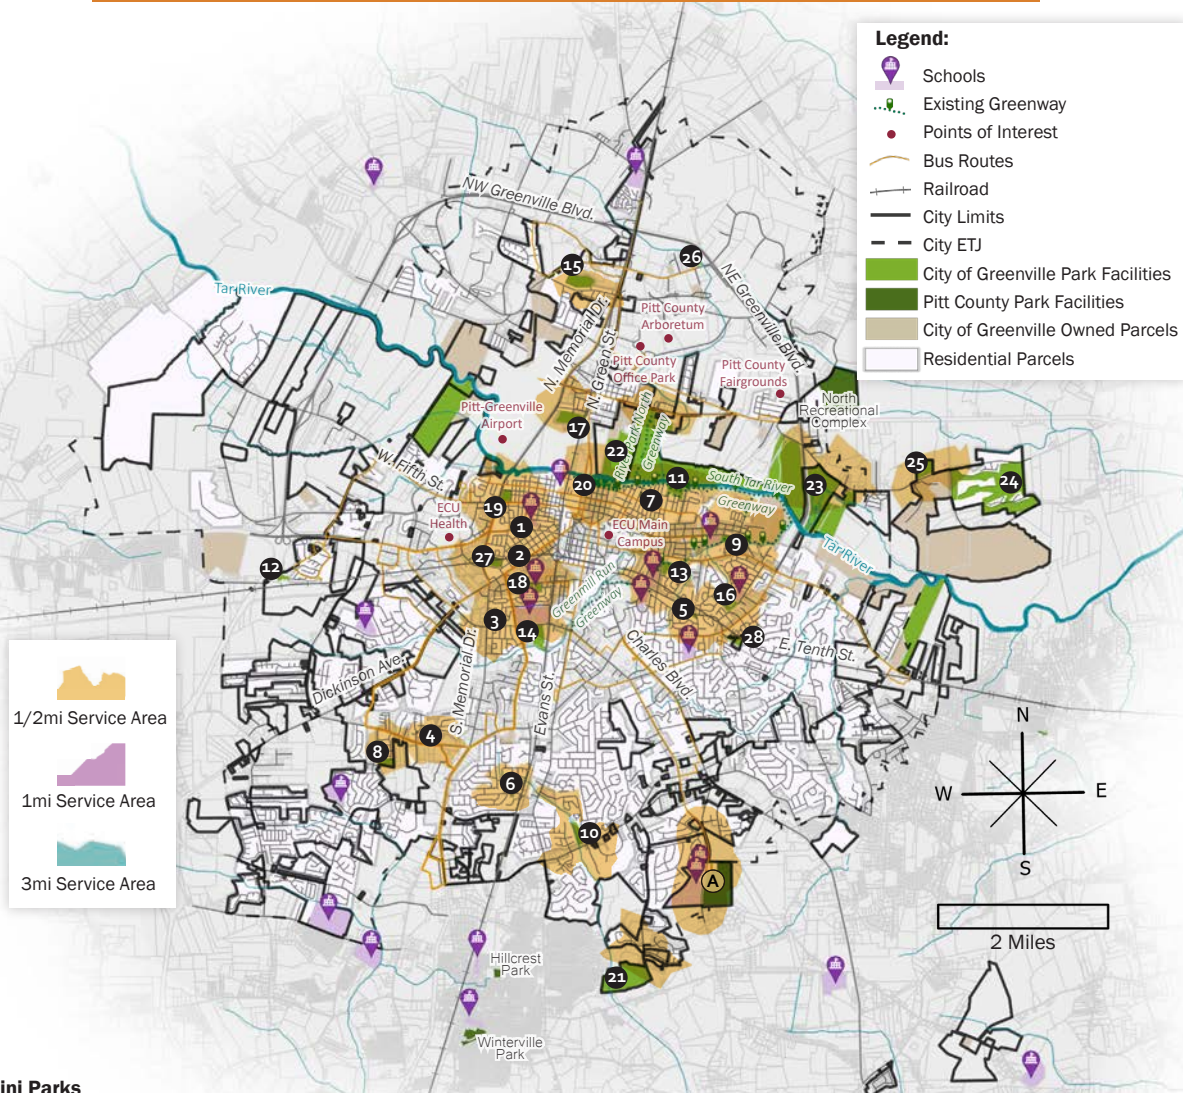 Legend:
Schools
Existing Greenway
Points of Interest
Bus Routes
Railroad
City Limits
City ETJ
City of Greenville Park Facilities
Pitt County Park Facilities
City of Greenville Owned Parcels
Residential Parcels
NW Greenville Blvd.
26
15
NE Greenville Blvd.
Tar River
N. Memorial Dr.
Pitt County
Arboretum
N. Green St.
Pitt County
Office Park
Pitt County
Fairgrounds
North
Recreational
Complex
Pitt-Greenville
Airport
17
River Park North
Greenway
22
W. Fifth St.
25
24
11
South Tar River
Greenway
20
23
7
19
ECU
Health
1
ECU Main
Campus
9
Tar River
27
2
12
13
18
Greenmill Run
Greenway
16
5
3
14
28
E. Tenth St.
Charles Blvd.
Dickinson Ave.
S. Memorial Dr.
Evans St.
1/2mi Service Area
1mi Service Area
3mi Service Area
4
8
6
10
A
N
W
E
S
2 Miles
21
Hillcrest
Park
Winterville
Park
ini Parks